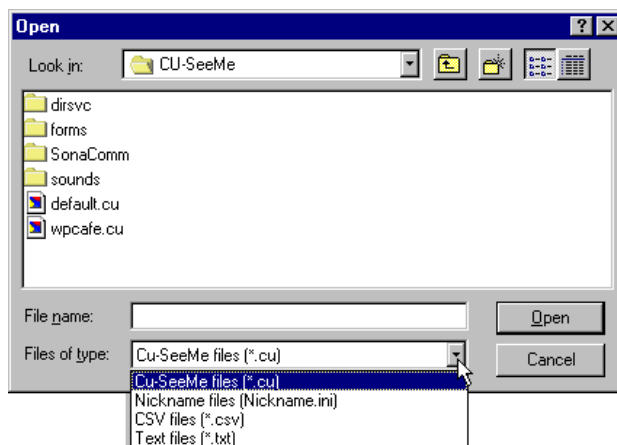 Open
Look in: CU-SeeMe
dirsvc
forms
SonaComm
sounds
default.cu
wpcafe.cu
File name: Open
Files of type: Cu-SeeMe files (*.cu) Cancel
Cu-SeeMe files (*.cu)
Nickname files (Nickname.ini)
CSV files (*.csv)
Text files (*.txt)